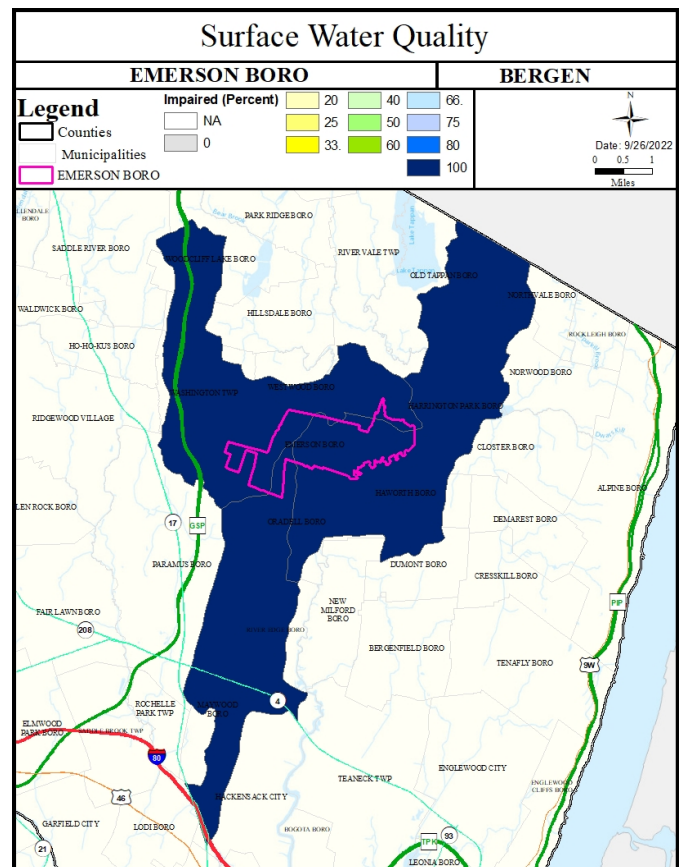 Surface Water Quality
EMERSON BORO
BERGEN
Legend
Counties
Municipalities
EMERSON BORO
Impaired (Percent)
NA
0
20
25
33.
40
50
60
66.
75
80
100
N
Date: 9/26/2022
0 0.5 1
Miles
BORO
PARK RIDGE BORO
SADDLE RIVER BORO
RIVER VALE TWP
Lake Tappan
WOODCLIFF LAKE BORO
OLD TAPPAN BORO
NORTHVALE BORO
WALDWICK BORO
HILLSDALE BORO
ROCKLEIGH BORO
HO-HO-KUS BORO
NORWOOD BORO
WESTWOOD BORO
WASHINGTON TWP
HARRINGTON PARK BORO
RIDGEWOOD VILLAGE
EMERSON BORO
CLOSTER BORO
ALPINE BORO
HAWORTH BORO
LEN ROCK BORO
17
GSP
ORADELL BORO
DEMAREST BORO
PARAMUS BORO
DUMONT BORO
CRESSKILL BORO
NEW
MILFORD
BORO
PIP
FAIR LAWN BORO
208
RIVER EDGE BORO
BERGENFIELD BORO
TENAFLY BORO
9W
4
ROCHELLE
PARK TWP
MAYWOOD
BORO
ELMWOOD
PARK BORO
SADDLE BROOK TWP
80
TEANECK TWP
ENGLEWOOD CITY
ENGLEWOOD
CLIFFS BORO
46
HACKENSACK CITY
GARFIELD CITY
LODI BORO
BOGOTA BORO
21
TPK
93
LEONIA BORO